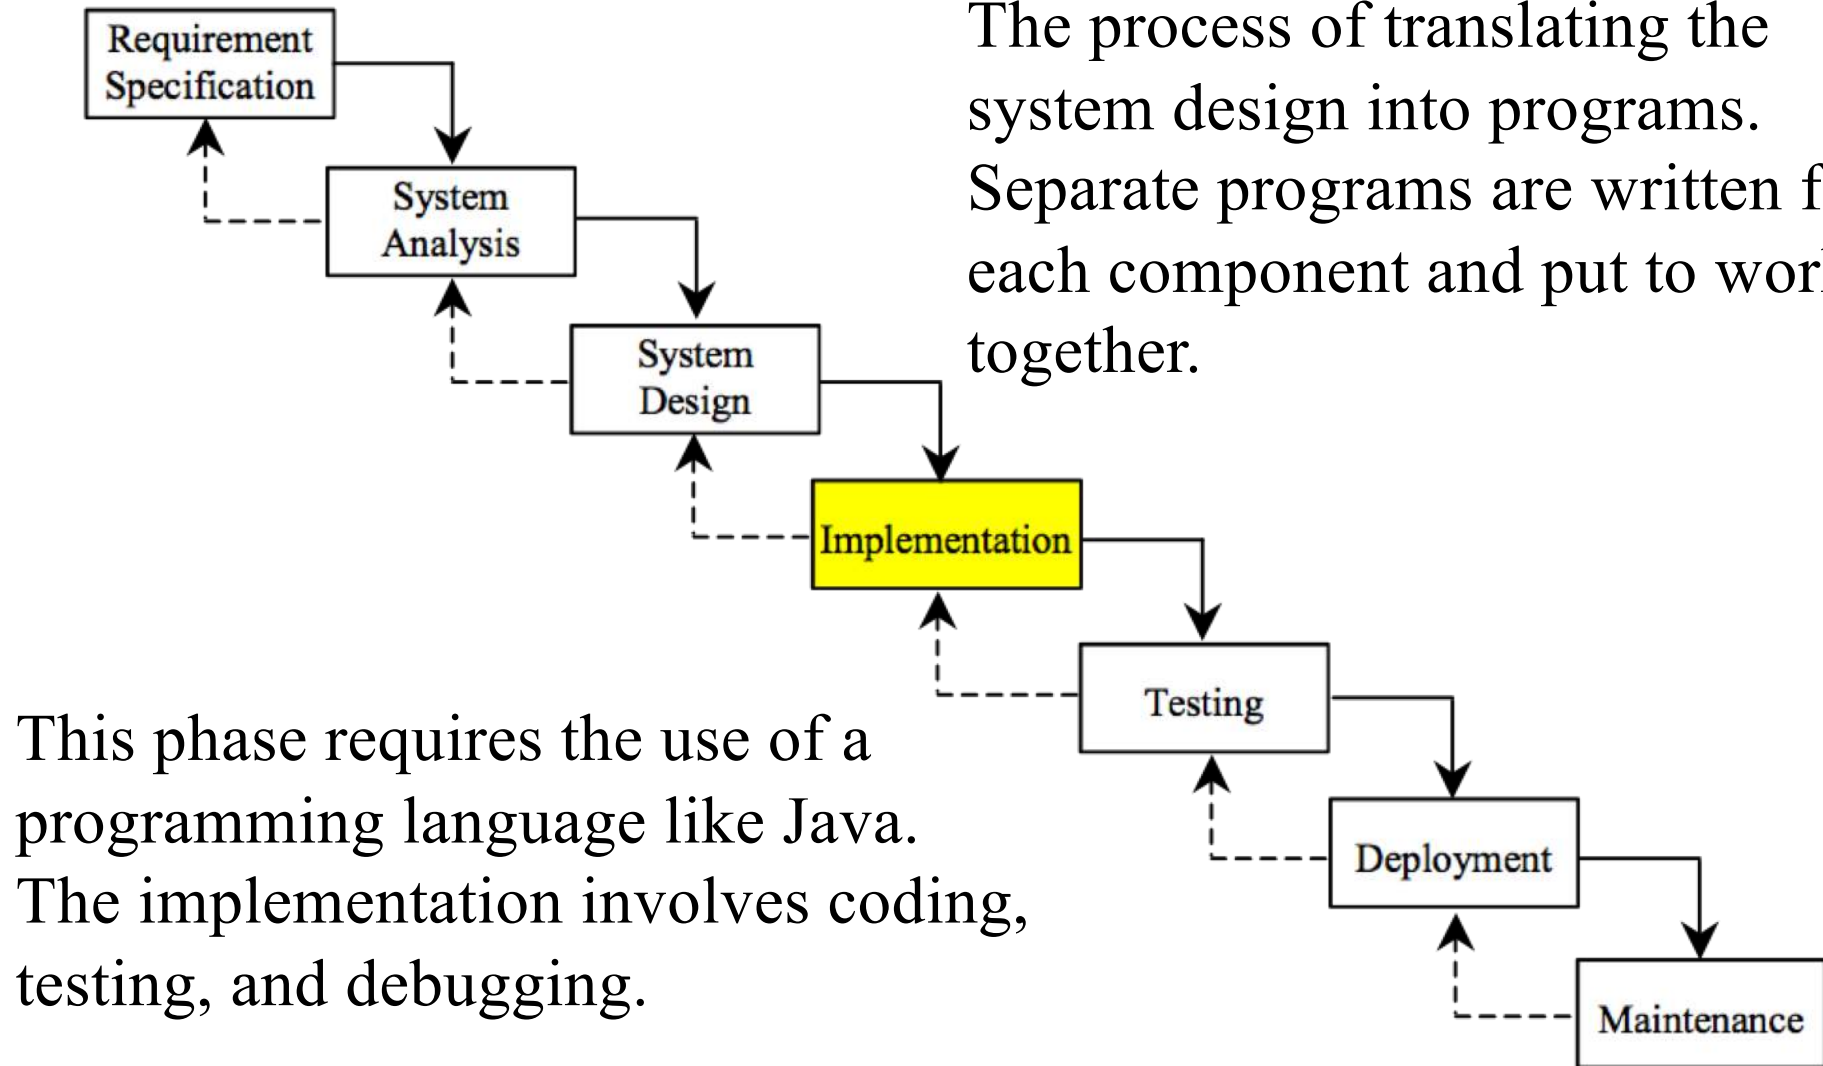 Requirement
Specification
The process of translating the
system design into programs.
Separate programs are written f
each component and put to wor
together.
System
Analysis
System
Design
Implementation
Testing
This phase requires the use of a
programming language like Java.
The implementation involves coding,
testing, and debugging.
Deployment
Maintenance